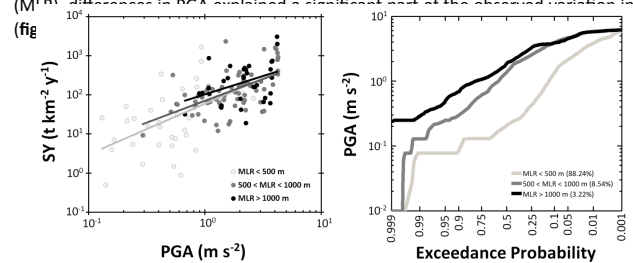 (MLR), differences in PGA explained a significant part of the observed variation in
(fig
10⁴
10³
10²
10¹
10⁰
10⁻¹
SY (t km⁻² y⁻¹)
MLR < 500 m
500 < MLR < 1000 m
MLR > 1000 m
10⁻¹ 10⁰ 10¹
PGA (m s⁻²)
10¹
10⁰
10⁻¹
10⁻²
PGA (m s⁻²)
MLR < 500 m (88.24%)
500 < MLR < 1000 m (8.54%)
MLR > 1000 m (3.22%)
0.999 0.99 0.95 0.9 0.75 0.5 0.25 0.1 0.05 0.01 0.001
Exceedance Probability